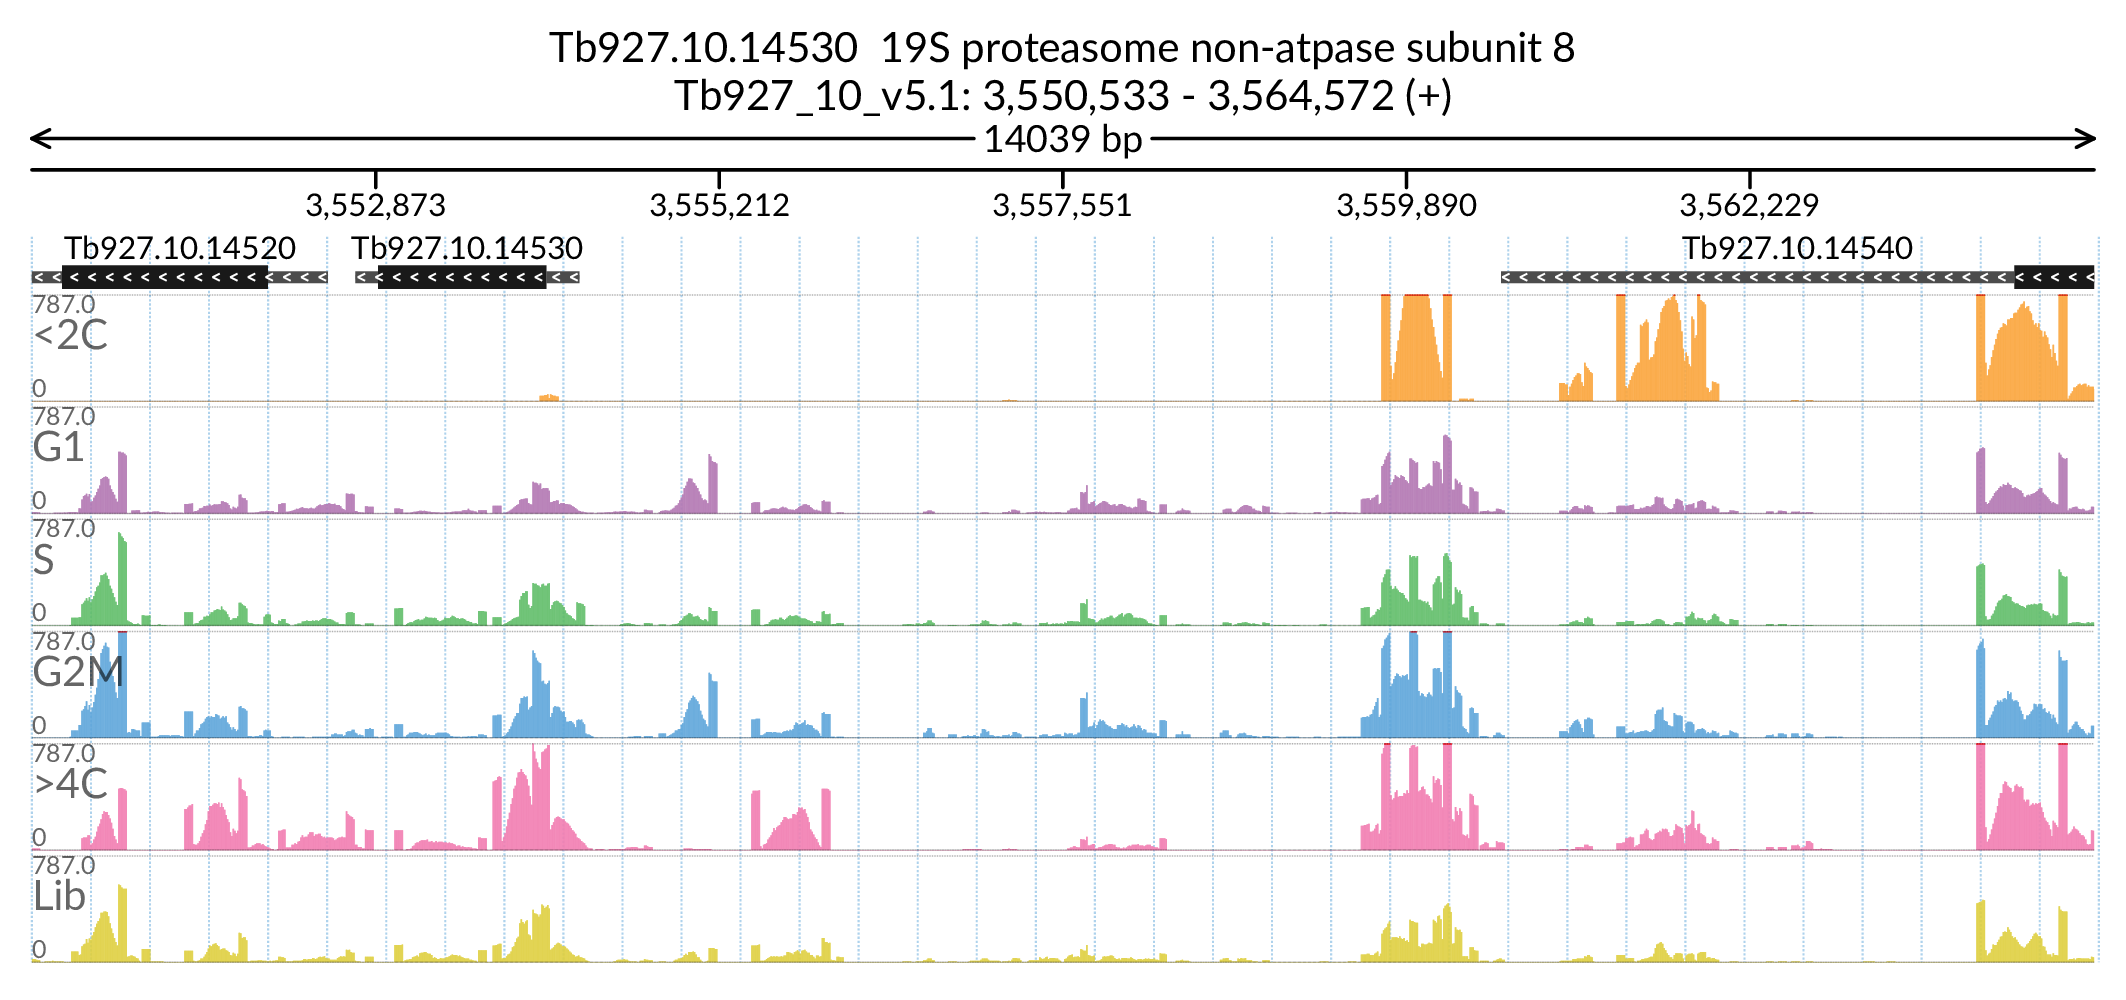 Tb927.10.14530  19S proteasome non-atpase subunit 8
Tb927_10_v5.1: 3,550,533 - 3,564,572 (+)
14039 bp
3,552,873 3,555,212 3,557,551 3,559,890 3,562,229
Tb927.10.14520 Tb927.10.14530 Tb927.10.14540
787.0
<2C
0
787.0
G1
0
787.0
S
0
787.0
G2M
0
787.0
>4C
0
787.0
Lib
0